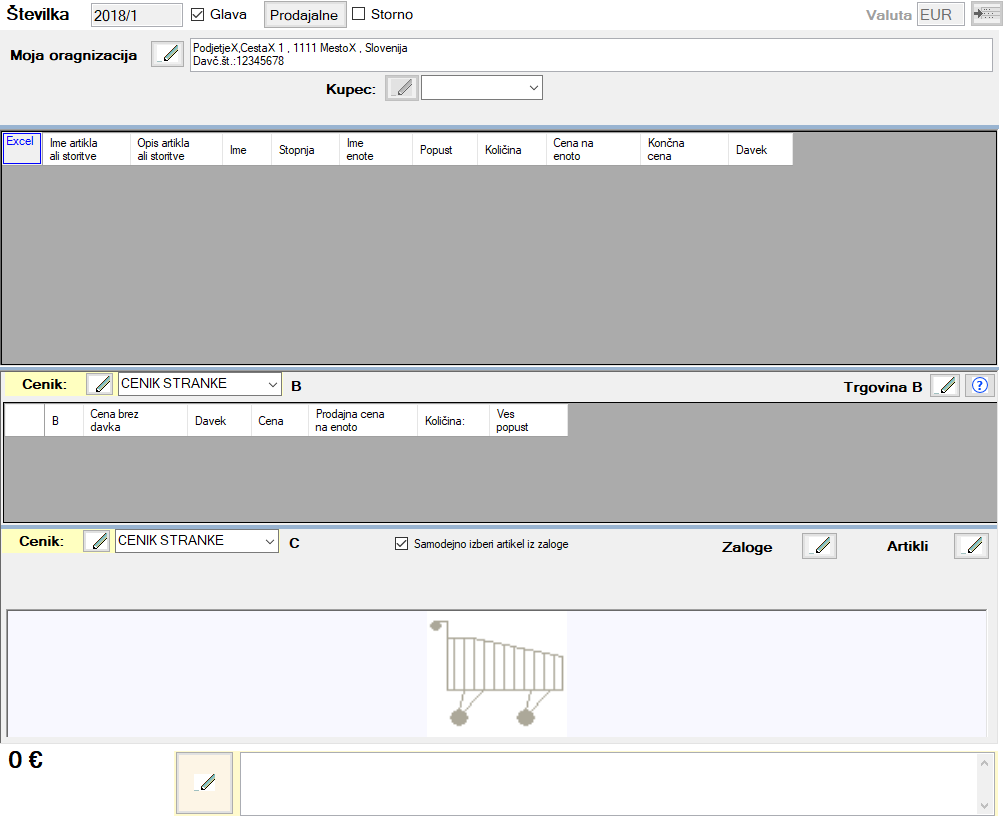 Številka 2018/1 Glava Prodajalne Storno Valuta EUR
Moja oragnizacija PodjetjeX,CestaX 1 , 1111 MestoX , Slovenija
Davč.št.:12345678
Kupec:
Excel
Ime artikla
ali storitve
Opis artikla
ali storitve
Ime
Stopnja
Ime
enote
Popust
Količina
Cena na
enoto
Končna
cena
Davek
Cenik: CENIK STRANKE B Trgovina B ?
B
Cena brez
davka
Davek
Cena
Prodajna cena
na enoto
Količina:
Ves
popust
Cenik: CENIK STRANKE C Samodejno izberi artikel iz zaloge Zaloge Artikli
0 €